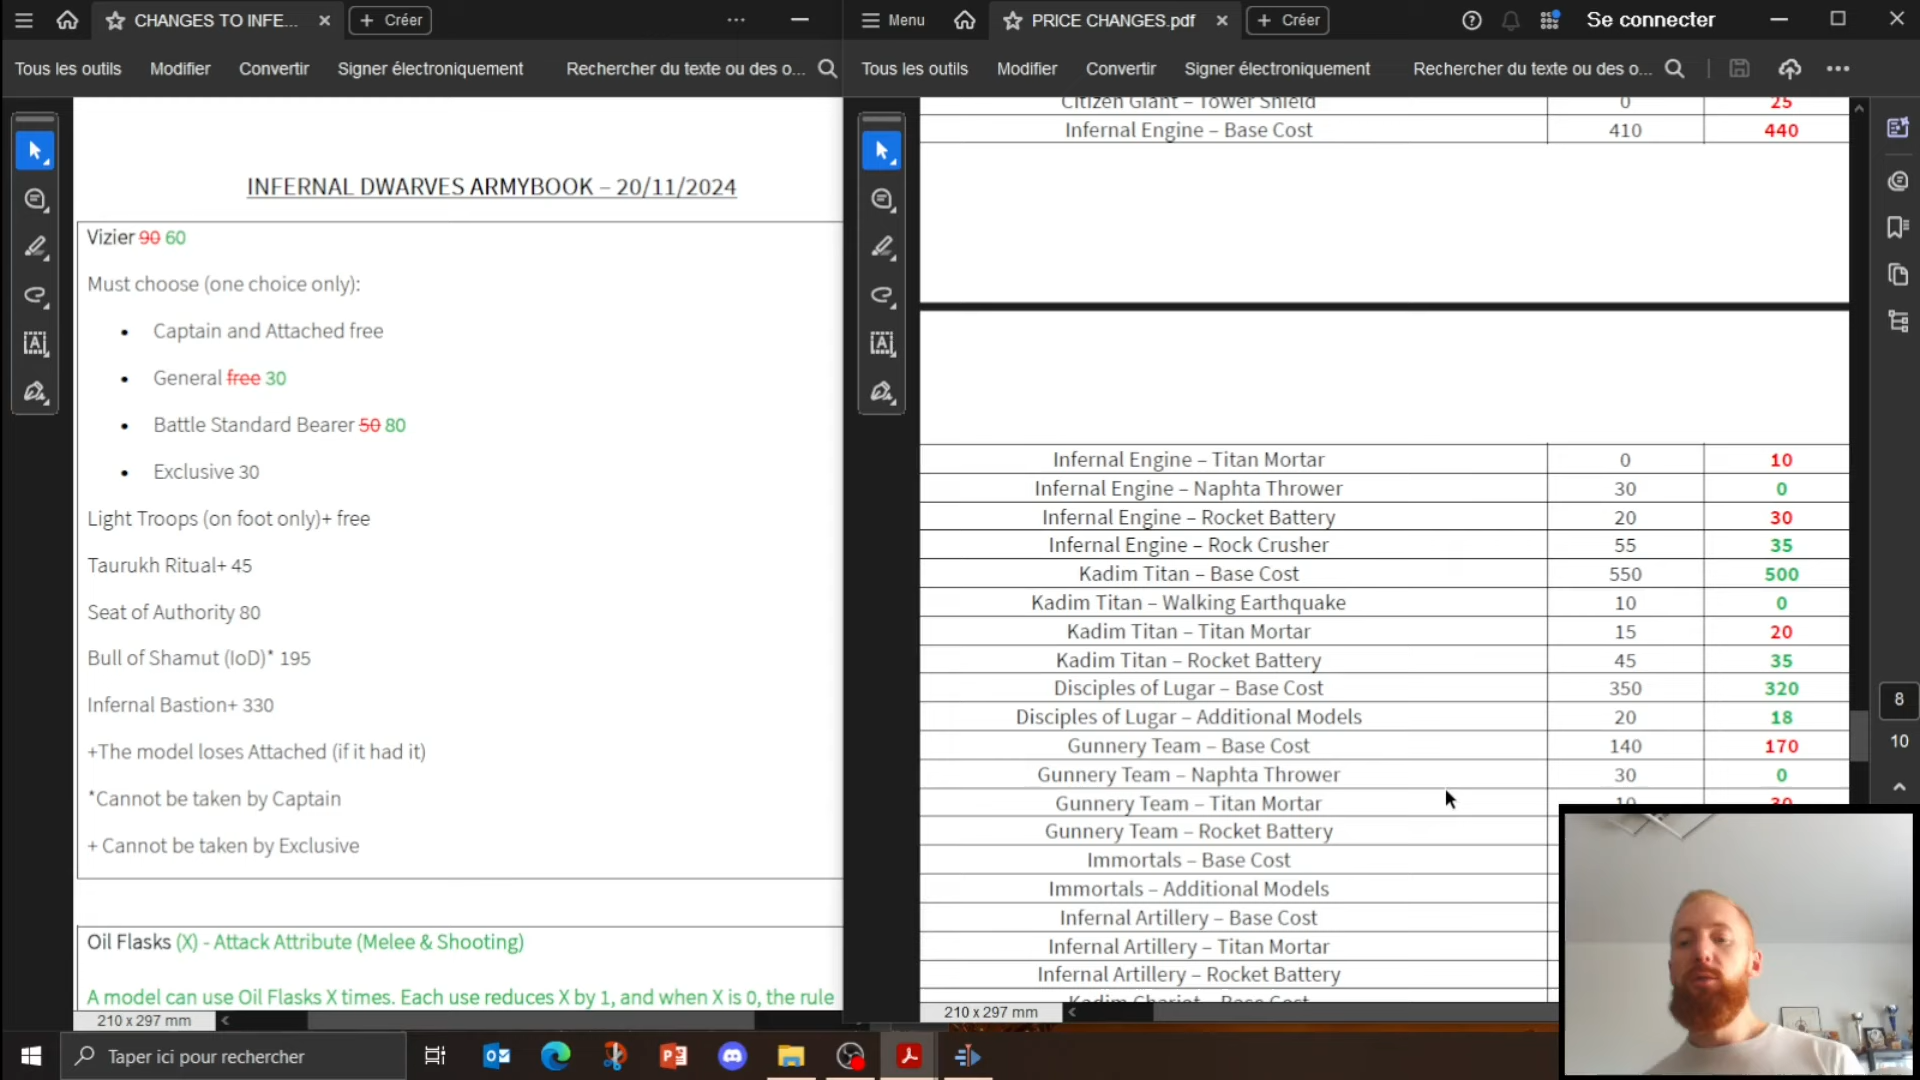 CHANGES TO INFE...
Créer
Menu
PRICE CHANGES.pdf
Créer
Se connecter
Tous les outils
Modifier
Convertir
Signer électroniquement
Rechercher du texte ou des o...
Tous les outils
Modifier
Convertir
Signer électroniquement
Rechercher du texte ou des o...
INFERNAL DWARVES ARMYBOOK – 20/11/2024
Vizier 90 60
Must choose (one choice only):
• Captain and Attached free
• General free 30
• Battle Standard Bearer 50 80
• Exclusive 30
Light Troops (on foot only)+ free
Taurukh Ritual+ 45
Seat of Authority 80
Bull of Shamut (IoD)* 195
Infernal Bastion+ 330
+The model loses Attached (if it had it)
*Cannot be taken by Captain
+ Cannot be taken by Exclusive
Oil Flasks (X) - Attack Attribute (Melee & Shooting)
A model can use Oil Flasks X times. Each use reduces X by 1, and when X is 0, the rule
210 x 297 mm
Citizen Giant – Tower Shield 0 25
Infernal Engine – Base Cost 410 440
Infernal Engine – Titan Mortar 0 10
Infernal Engine – Naphta Thrower 30 0
Infernal Engine – Rocket Battery 20 30
Infernal Engine – Rock Crusher 55 35
Kadim Titan – Base Cost 550 500
Kadim Titan – Walking Earthquake 10 0
Kadim Titan – Titan Mortar 15 20
Kadim Titan – Rocket Battery 45 35
Disciples of Lugar – Base Cost 350 320
Disciples of Lugar – Additional Models 20 18
Gunnery Team – Base Cost 140 170
Gunnery Team – Naphta Thrower 30 0
Gunnery Team – Titan Mortar 10 30
Gunnery Team – Rocket Battery
Immortals – Base Cost
Immortals – Additional Models
Infernal Artillery – Base Cost
Infernal Artillery – Titan Mortar
Infernal Artillery – Rocket Battery
Kadim Chariot – Base Cost
210 x 297 mm
8
10
Taper ici pour rechercher